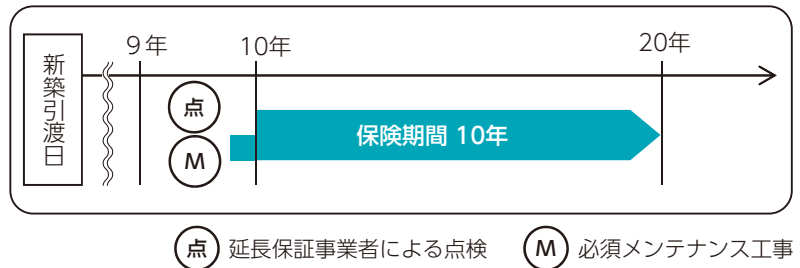 新築引渡日
9年
10年
20年
点
M
保険期間 10年
点 延長保証事業者による点検
M 必須メンテナンス工事